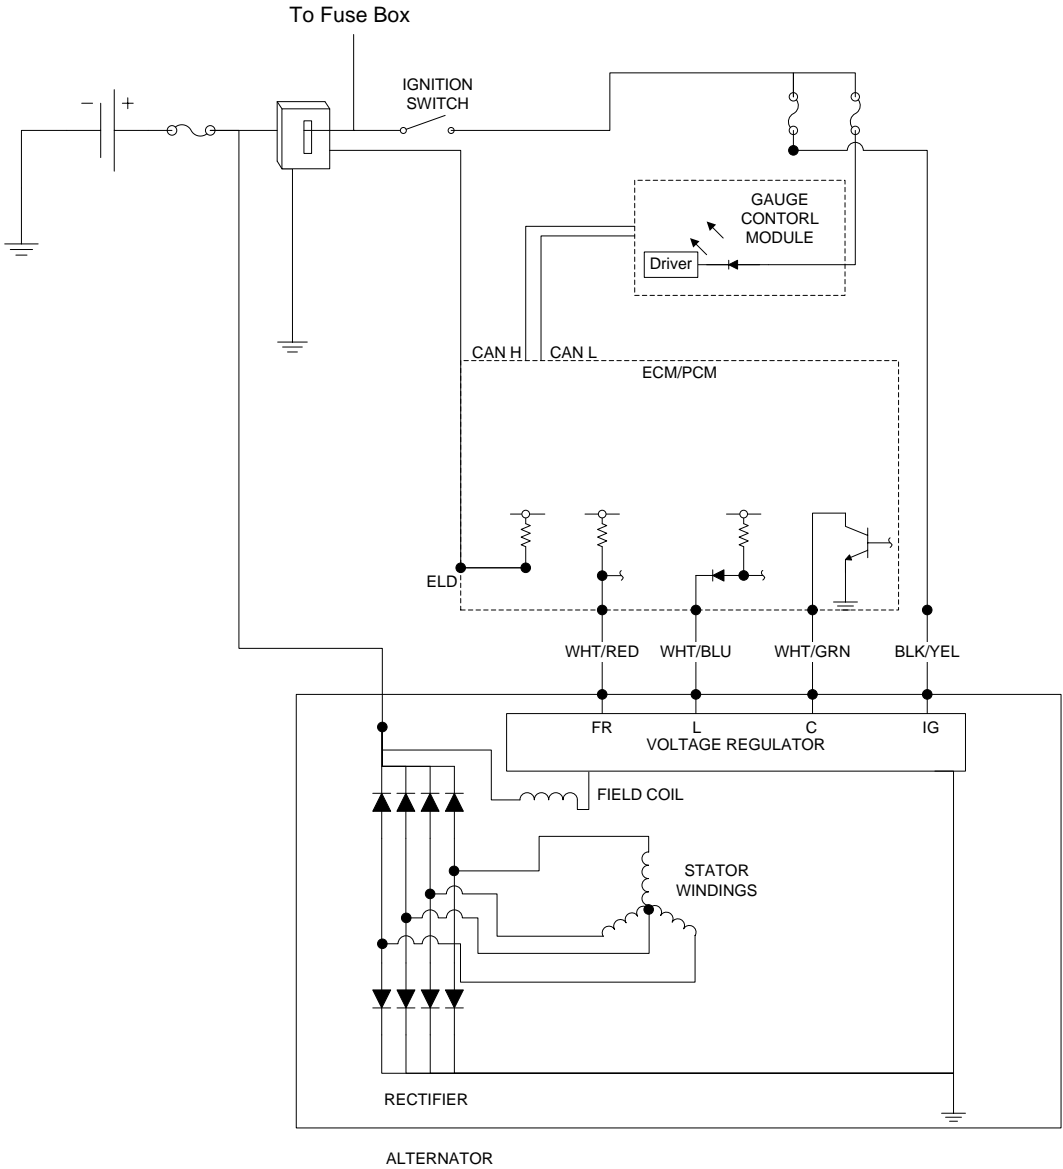 To Fuse Box
IGNITION
SWITCH
− +
GAUGE
CONTORL
MODULE
Driver
CAN H CAN L
ECM/PCM
ELD
WHT/RED WHT/BLU WHT/GRN BLK/YEL
FR L C IG
VOLTAGE REGULATOR
FIELD COIL
STATOR
WINDINGS
RECTIFIER
ALTERNATOR